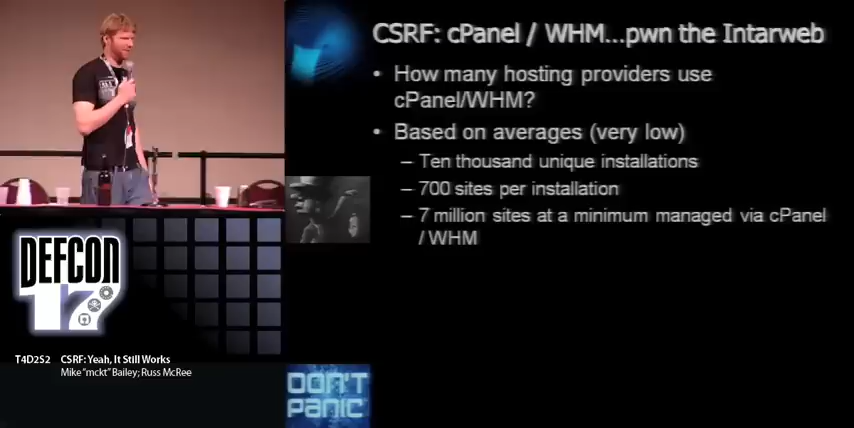 CSRF: cPanel / WHM...pwn the Intarweb
• How many hosting providers use
cPanel/WHM?
• Based on averages (very low)
– Ten thousand unique installations
– 700 sites per installation
– 7 million sites at a minimum managed via cPanel
/ WHM
DEFCON
17
T4D2S2 CSRF: Yeah, It Still Works
Mike "mckt" Bailey; Russ McRee
DON'T
PANIC